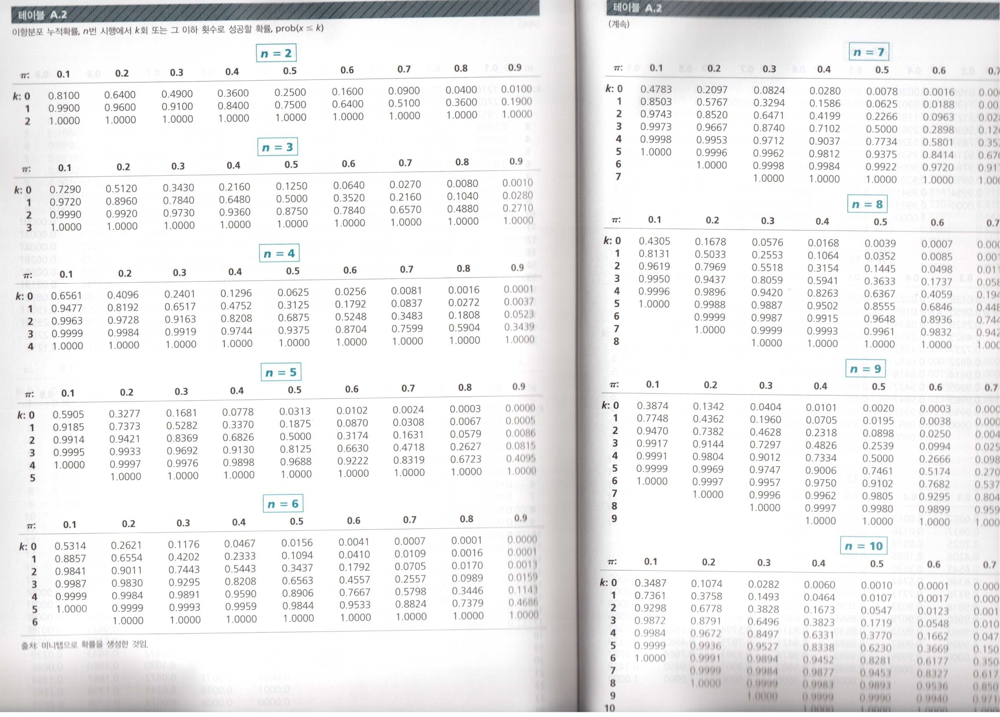 테이블 A.2
이항분포 누적확률, n번 시행에서 k회 또는 그 이하 횟수로 성공할 확률, prob(x ≤ k)
n = 2
π: 0.1 0.2 0.3 0.4 0.5 0.6 0.7 0.8 0.9
k: 0 0.8100 0.6400 0.4900 0.3600 0.2500 0.1600 0.0900 0.0400 0.0100
1 0.9900 0.9600 0.9100 0.8400 0.7500 0.6400 0.5100 0.3600 0.1900
2 1.0000 1.0000 1.0000 1.0000 1.0000 1.0000 1.0000 1.0000 1.0000
n = 3
π: 0.1 0.2 0.3 0.4 0.5 0.6 0.7 0.8 0.9
k: 0 0.7290 0.5120 0.3430 0.2160 0.1250 0.0640 0.0270 0.0080 0.0010
1 0.9720 0.8960 0.7840 0.6480 0.5000 0.3520 0.2160 0.1040 0.0280
2 0.9990 0.9920 0.9730 0.9360 0.8750 0.7840 0.6570 0.4880 0.2710
3 1.0000 1.0000 1.0000 1.0000 1.0000 1.0000 1.0000 1.0000 1.0000
n = 4
π: 0.1 0.2 0.3 0.4 0.5 0.6 0.7 0.8 0.9
k: 0 0.6561 0.4096 0.2401 0.1296 0.0625 0.0256 0.0081 0.0016 0.0001
1 0.9477 0.8192 0.6517 0.4752 0.3125 0.1792 0.0837 0.0272 0.0037
2 0.9963 0.9728 0.9163 0.8208 0.6875 0.5248 0.3483 0.1808 0.0523
3 0.9999 0.9984 0.9919 0.9744 0.9375 0.8704 0.7599 0.5904 0.3439
4 1.0000 1.0000 1.0000 1.0000 1.0000 1.0000 1.0000 1.0000 1.0000
n = 5
π: 0.1 0.2 0.3 0.4 0.5 0.6 0.7 0.8 0.9
k: 0 0.5905 0.3277 0.1681 0.0778 0.0313 0.0102 0.0024 0.0003 0.0000
1 0.9185 0.7373 0.5282 0.3370 0.1875 0.0870 0.0308 0.0067 0.0005
2 0.9914 0.9421 0.8369 0.6826 0.5000 0.3174 0.1631 0.0579 0.0086
3 0.9995 0.9933 0.9692 0.9130 0.8125 0.6630 0.4718 0.2627 0.0815
4 1.0000 0.9997 0.9976 0.9898 0.9688 0.9222 0.8319 0.6723 0.4095
5 1.0000 1.0000 1.0000 1.0000 1.0000 1.0000 1.0000 1.0000
n = 6
π: 0.1 0.2 0.3 0.4 0.5 0.6 0.7 0.8 0.9
k: 0 0.5314 0.2621 0.1176 0.0467 0.0156 0.0041 0.0007 0.0001 0.0000
1 0.8857 0.6554 0.4202 0.2333 0.1094 0.0410 0.0109 0.0016 0.0001
2 0.9841 0.9011 0.7443 0.5443 0.3437 0.1792 0.0705 0.0170 0.0013
3 0.9987 0.9830 0.9295 0.8208 0.6563 0.4557 0.2557 0.0989 0.0159
4 0.9999 0.9984 0.9891 0.9590 0.8906 0.7667 0.5798 0.3446 0.1143
5 1.0000 0.9999 0.9993 0.9959 0.9844 0.9533 0.8824 0.7379 0.4686
6 1.0000 1.0000 1.0000 1.0000 1.0000 1.0000 1.0000 1.0000
출처: 미니탭으로 확률을 생성한 것임.
테이블 A.2
(계속)
n = 7
π: 0.1 0.2 0.3 0.4 0.5 0.6 0.7
k: 0 0.4783 0.2097 0.0824 0.0280 0.0078 0.0016 0.00
1 0.8503 0.5767 0.3294 0.1586 0.0625 0.0188 0.00
2 0.9743 0.8520 0.6471 0.4199 0.2266 0.0963 0.02
3 0.9973 0.9667 0.8740 0.7102 0.5000 0.2898 0.12
4 0.9998 0.9953 0.9712 0.9037 0.7734 0.5801 0.35
5 1.0000 0.9996 0.9962 0.9812 0.9375 0.8414 0.67
6 1.0000 0.9998 0.9984 0.9922 0.9720 0.91
7 1.0000 1.0000 1.0000 1.0000 1.00
n = 8
π: 0.1 0.2 0.3 0.4 0.5 0.6 0.7
k: 0 0.4305 0.1678 0.0576 0.0168 0.0039 0.0007 0.00
1 0.8131 0.5033 0.2553 0.1064 0.0352 0.0085 0.00
2 0.9619 0.7969 0.5518 0.3154 0.1445 0.0498 0.01
3 0.9950 0.9437 0.8059 0.5941 0.3633 0.1737 0.058
4 0.9996 0.9896 0.9420 0.8263 0.6367 0.4059 0.194
5 1.0000 0.9988 0.9887 0.9502 0.8555 0.6846 0.448
6 0.9999 0.9987 0.9915 0.9648 0.8936 0.744
7 1.0000 0.9999 0.9993 0.9961 0.9832 0.942
8 1.0000 1.0000 1.0000 1.0000 1.000
n = 9
π: 0.1 0.2 0.3 0.4 0.5 0.6 0.7
k: 0 0.3874 0.1342 0.0404 0.0101 0.0020 0.0003 0.000
1 0.7748 0.4362 0.1960 0.0705 0.0195 0.0038 0.000
2 0.9470 0.7382 0.4628 0.2318 0.0898 0.0250 0.004
3 0.9917 0.9144 0.7297 0.4826 0.2539 0.0994 0.025
4 0.9991 0.9804 0.9012 0.7334 0.5000 0.2666 0.098
5 0.9999 0.9969 0.9747 0.9006 0.7461 0.5174 0.270
6 1.0000 0.9997 0.9957 0.9750 0.9102 0.7682 0.537
7 1.0000 0.9996 0.9962 0.9805 0.9295 0.804
8 1.0000 0.9997 0.9980 0.9899 0.959
9 1.0000 1.0000 1.0000 1.000
n = 10
π: 0.1 0.2 0.3 0.4 0.5 0.6 0.7
k: 0 0.3487 0.1074 0.0282 0.0060 0.0010 0.0001 0.000
1 0.7361 0.3758 0.1493 0.0464 0.0107 0.0017 0.000
2 0.9298 0.6778 0.3828 0.1673 0.0547 0.0123 0.001
3 0.9872 0.8791 0.6496 0.3823 0.1719 0.0548 0.010
4 0.9984 0.9672 0.8497 0.6331 0.3770 0.1662 0.047
5 0.9999 0.9936 0.9527 0.8338 0.6230 0.3669 0.150
6 1.0000 0.9991 0.9894 0.9452 0.8281 0.6177 0.350
7 0.9999 0.9984 0.9877 0.9453 0.8327 0.617
8 1.0000 0.9999 0.9983 0.9893 0.9536 0.850
9 1.0000 0.9999 0.9990 0.9940 0.971
10 1.0000 1.0000 1.0000